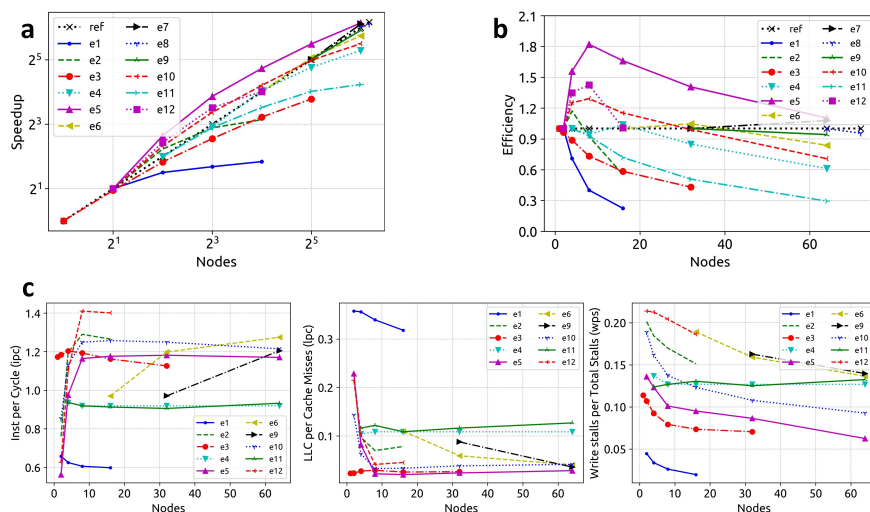 a
Speedup
2^5
2^3
2^1
2^1
2^3
2^5
Nodes
ref
e1
e2
e3
e4
e5
e6
e7
e8
e9
e10
e11
e12
b
Efficiency
2.1
1.8
1.5
1.2
0.9
0.6
0.3
0.0
0
20
40
60
Nodes
ref
e1
e2
e3
e4
e5
e6
e7
e8
e9
e10
e11
e12
c
Inst per Cycle (ipc)
1.4
1.2
1.0
0.8
0.6
0
10
20
30
40
50
60
Nodes
e1
e2
e3
e4
e5
e6
e9
e10
e11
e12
LLC per Cache-Misses (lpc)
0.3
0.2
0.1
0
10
20
30
40
50
60
Nodes
e1
e2
e3
e4
e5
e6
e9
e10
e11
e12
Write stalls per Total Stalls (wps)
0.20
0.15
0.10
0.05
0
10
20
30
40
50
60
Nodes
e1
e2
e3
e4
e5
e6
e9
e10
e11
e12